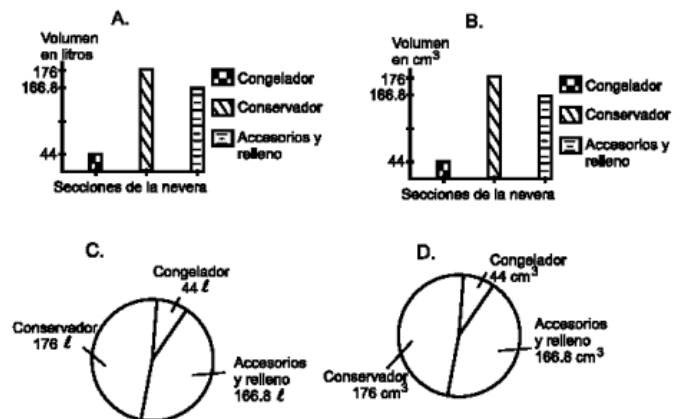 A.
Volumen
en litros
176
166.8
44
Secciones de la nevera
Congelador
Conservador
Accesorios y
relleno
B.
Volumen
en cm³
176
166.8
44
Secciones de la nevera
Congelador
Conservador
Accesorios y
relleno
C.
Congelador
44 ℓ
Conservador
176 ℓ
Accesorios
y relleno
166.8 ℓ
D.
Congelador
44 cm³
Accesorios
y relleno
166.8 cm³
Conservador
176 cm³